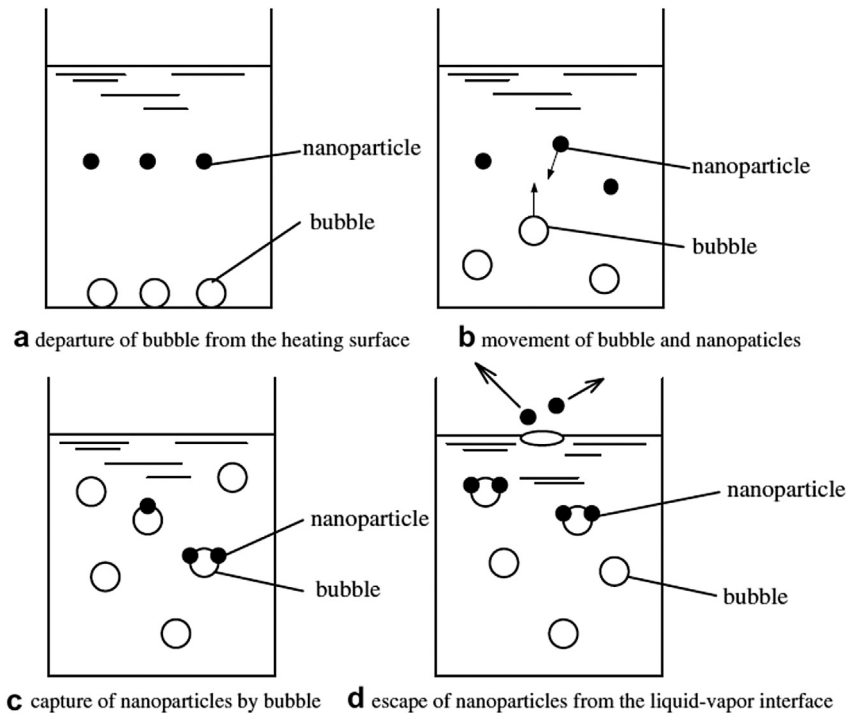 nanoparticle
bubble
a departure of bubble from the heating surface
nanoparticle
bubble
b movement of bubble and nanopaticles
nanoparticle
bubble
c capture of nanoparticles by bubble
nanoparticle
bubble
d escape of nanoparticles from the liquid-vapor interface